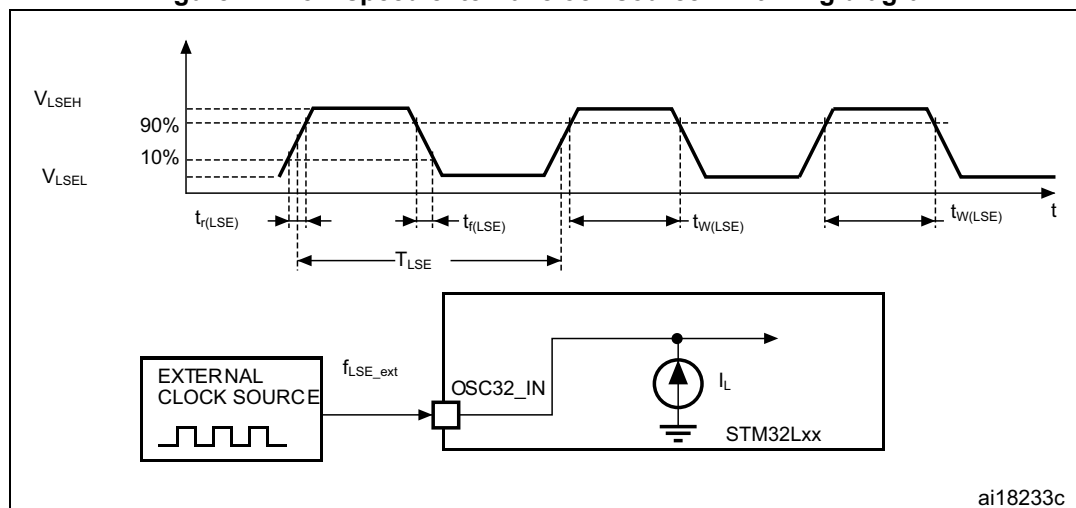 V_LSEH
90%
10%
V_LSEL
t_r(LSE)
t_f(LSE)
t_W(LSE)
t_W(LSE)
t
T_LSE
EXTERNAL
CLOCK SOURCE
f_LSE_ext
OSC32_IN
I_L
STM32Lxx
ai18233c